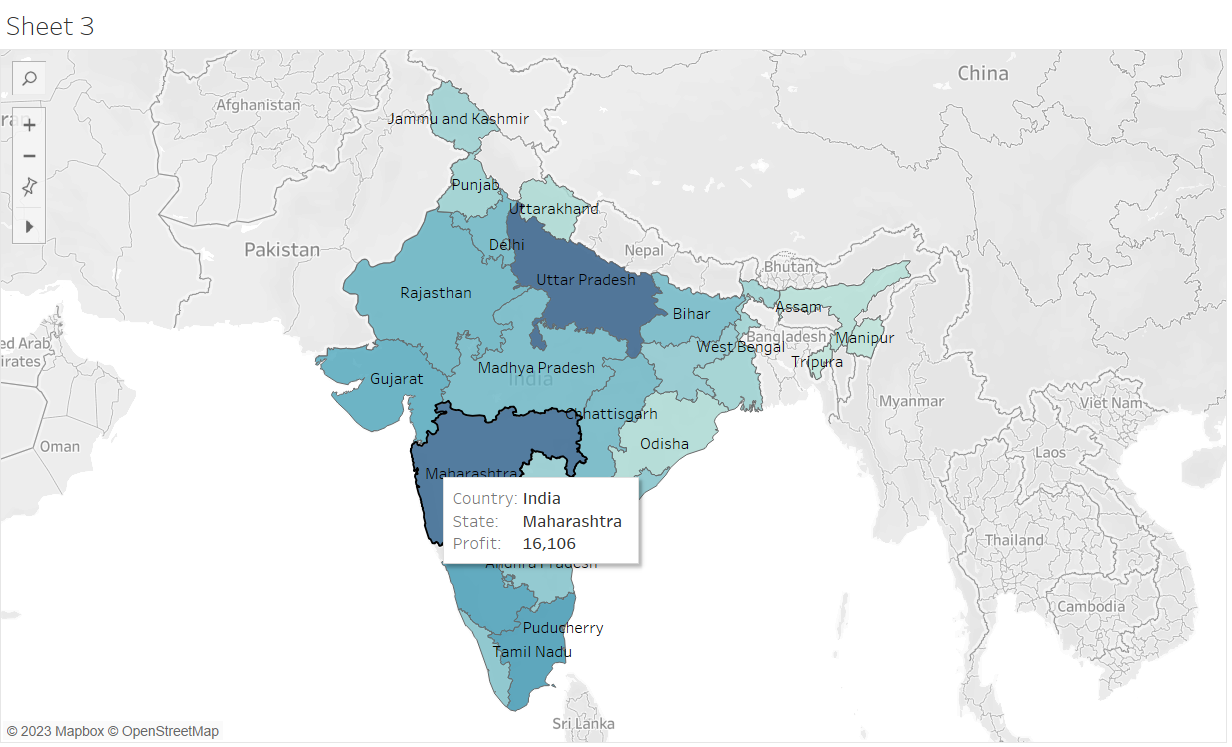 Sheet 3
China
Afghanistan
Jammu and Kashmir
Punjab
Uttarakhand
Pakistan
Delhi
Nepal
Bhutan
Uttar Pradesh
Rajasthan
Assam
Bihar
Bangladesh
Manipur
West Bengal
Tripura
Madhya Pradesh
India
Gujarat
Myanmar
Viet Nam
Chhattisgarh
Odisha
Oman
Laos
Maharashtra
Country: India
State: Maharashtra
Profit: 16,106
Thailand
Andhra Pradesh
Cambodia
Puducherry
Tamil Nadu
Sri Lanka
© 2023 Mapbox © OpenStreetMap